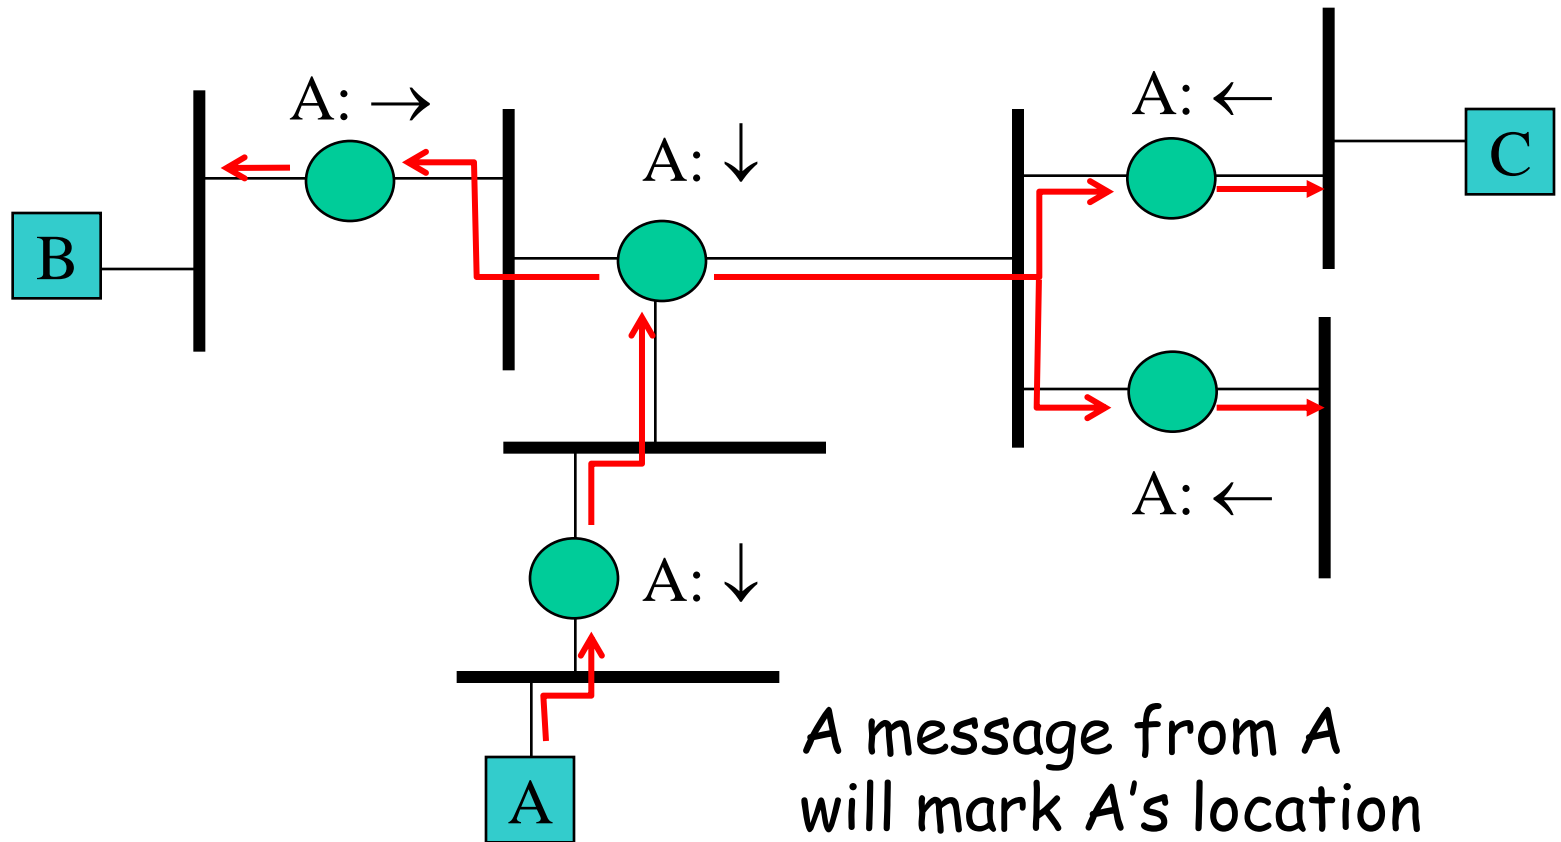 A: →
A: ←
A: ↓
C
B
A: ←
A: ↓
A message from A
will mark A's location
A